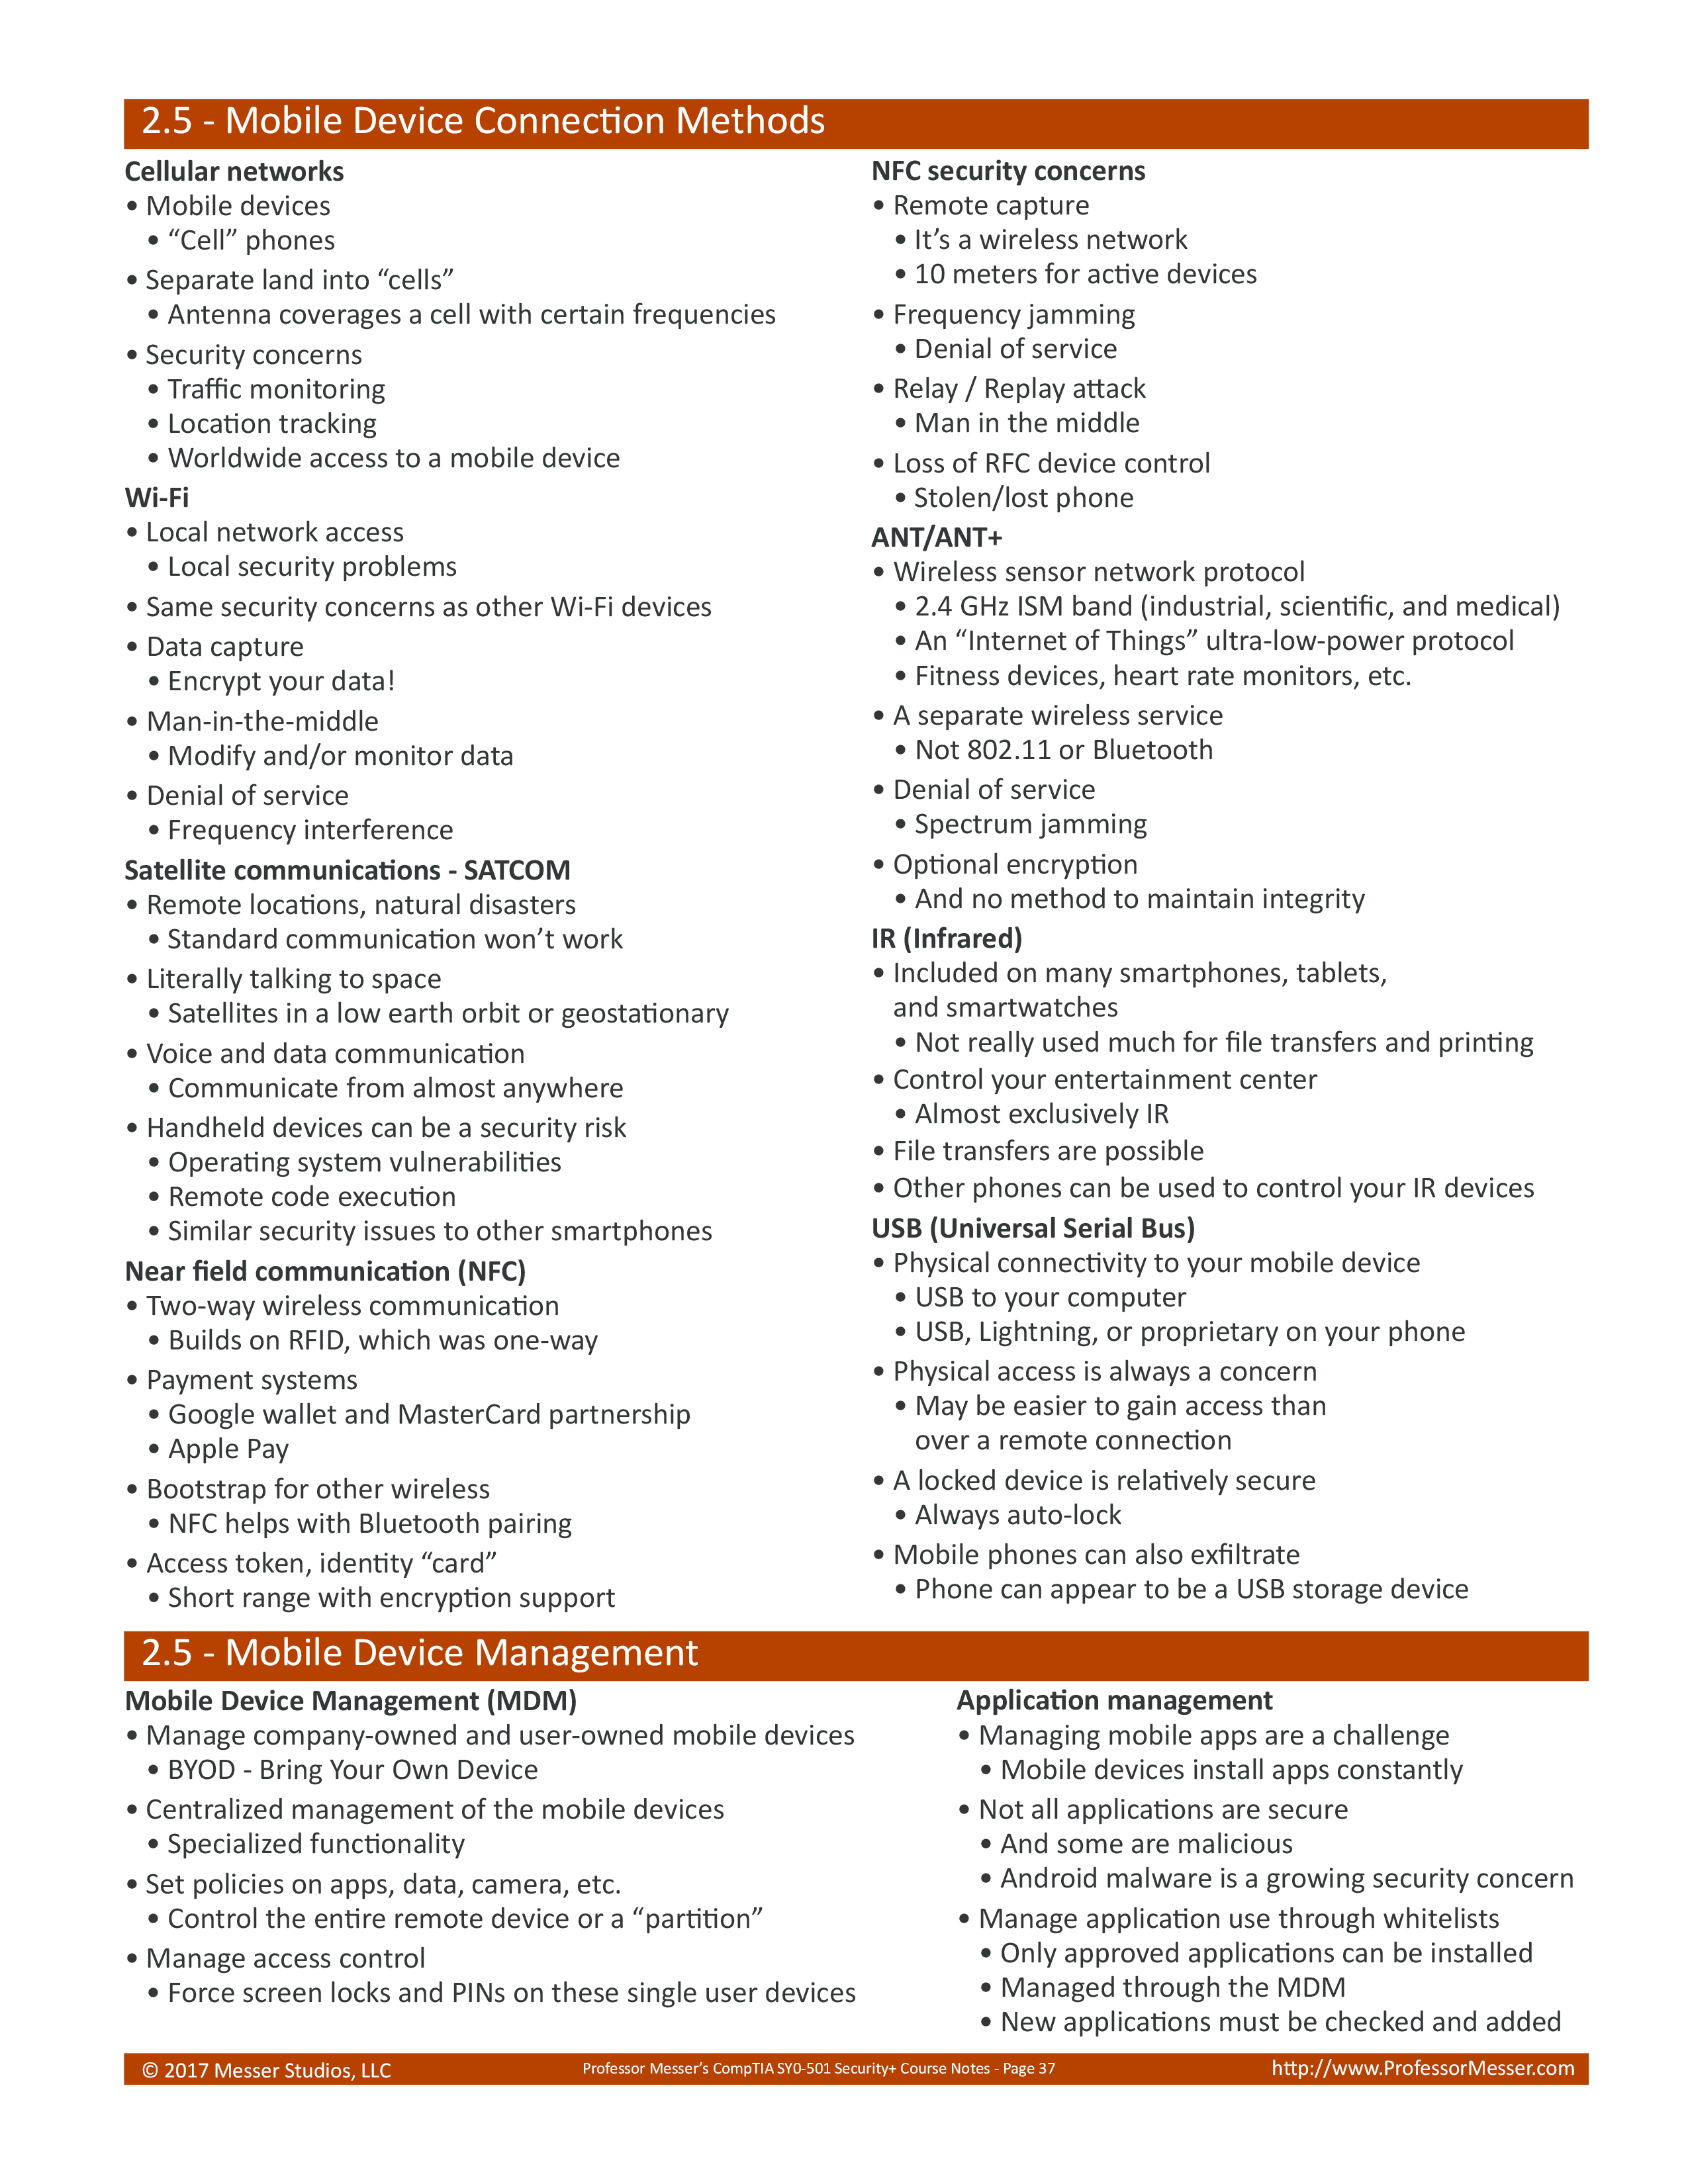 2.5 - Mobile Device Connection Methods
Cellular networks
• Mobile devices
• “Cell” phones
• Separate land into “cells”
• Antenna coverages a cell with certain frequencies
• Security concerns
• Traffic monitoring
• Location tracking
• Worldwide access to a mobile device
Wi-Fi
• Local network access
• Local security problems
• Same security concerns as other Wi-Fi devices
• Data capture
• Encrypt your data!
• Man-in-the-middle
• Modify and/or monitor data
• Denial of service
• Frequency interference
Satellite communications - SATCOM
• Remote locations, natural disasters
• Standard communication won’t work
• Literally talking to space
• Satellites in a low earth orbit or geostationary
• Voice and data communication
• Communicate from almost anywhere
• Handheld devices can be a security risk
• Operating system vulnerabilities
• Remote code execution
• Similar security issues to other smartphones
Near field communication (NFC)
• Two-way wireless communication
• Builds on RFID, which was one-way
• Payment systems
• Google wallet and MasterCard partnership
• Apple Pay
• Bootstrap for other wireless
• NFC helps with Bluetooth pairing
• Access token, identity “card”
• Short range with encryption support
NFC security concerns
• Remote capture
• It’s a wireless network
• 10 meters for active devices
• Frequency jamming
• Denial of service
• Relay / Replay attack
• Man in the middle
• Loss of RFC device control
• Stolen/lost phone
ANT/ANT+
• Wireless sensor network protocol
• 2.4 GHz ISM band (industrial, scientific, and medical)
• An “Internet of Things” ultra-low-power protocol
• Fitness devices, heart rate monitors, etc.
• A separate wireless service
• Not 802.11 or Bluetooth
• Denial of service
• Spectrum jamming
• Optional encryption
• And no method to maintain integrity
IR (Infrared)
• Included on many smartphones, tablets,
and smartwatches
• Not really used much for file transfers and printing
• Control your entertainment center
• Almost exclusively IR
• File transfers are possible
• Other phones can be used to control your IR devices
USB (Universal Serial Bus)
• Physical connectivity to your mobile device
• USB to your computer
• USB, Lightning, or proprietary on your phone
• Physical access is always a concern
• May be easier to gain access than
over a remote connection
• A locked device is relatively secure
• Always auto-lock
• Mobile phones can also exfiltrate
• Phone can appear to be a USB storage device
2.5 - Mobile Device Management
Mobile Device Management (MDM)
• Manage company-owned and user-owned mobile devices
• BYOD - Bring Your Own Device
• Centralized management of the mobile devices
• Specialized functionality
• Set policies on apps, data, camera, etc.
• Control the entire remote device or a “partition”
• Manage access control
• Force screen locks and PINs on these single user devices
Application management
• Managing mobile apps are a challenge
• Mobile devices install apps constantly
• Not all applications are secure
• And some are malicious
• Android malware is a growing security concern
• Manage application use through whitelists
• Only approved applications can be installed
• Managed through the MDM
• New applications must be checked and added
© 2017 Messer Studios, LLC
Professor Messer’s CompTIA SY0-501 Security+ Course Notes - Page 37
http://www.ProfessorMesser.com